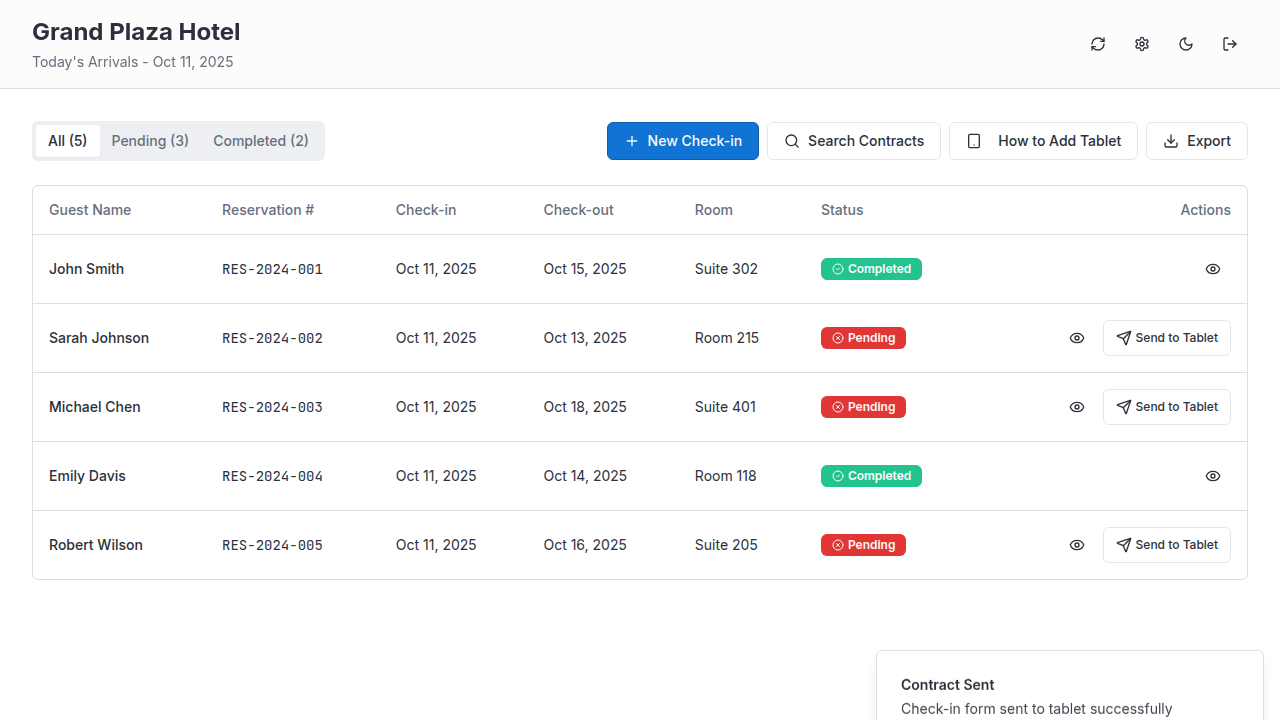 Grand Plaza Hotel
Today's Arrivals - Oct 11, 2025
All (5) Pending (3) Completed (2) New Check-in Search Contracts How to Add Tablet Export
Guest Name Reservation # Check-in Check-out Room Status Actions
John Smith RES-2024-001 Oct 11, 2025 Oct 15, 2025 Suite 302 Completed
Sarah Johnson RES-2024-002 Oct 11, 2025 Oct 13, 2025 Room 215 Pending Send to Tablet
Michael Chen RES-2024-003 Oct 11, 2025 Oct 18, 2025 Suite 401 Pending Send to Tablet
Emily Davis RES-2024-004 Oct 11, 2025 Oct 14, 2025 Room 118 Completed
Robert Wilson RES-2024-005 Oct 11, 2025 Oct 16, 2025 Suite 205 Pending Send to Tablet
Contract Sent
Check-in form sent to tablet successfully